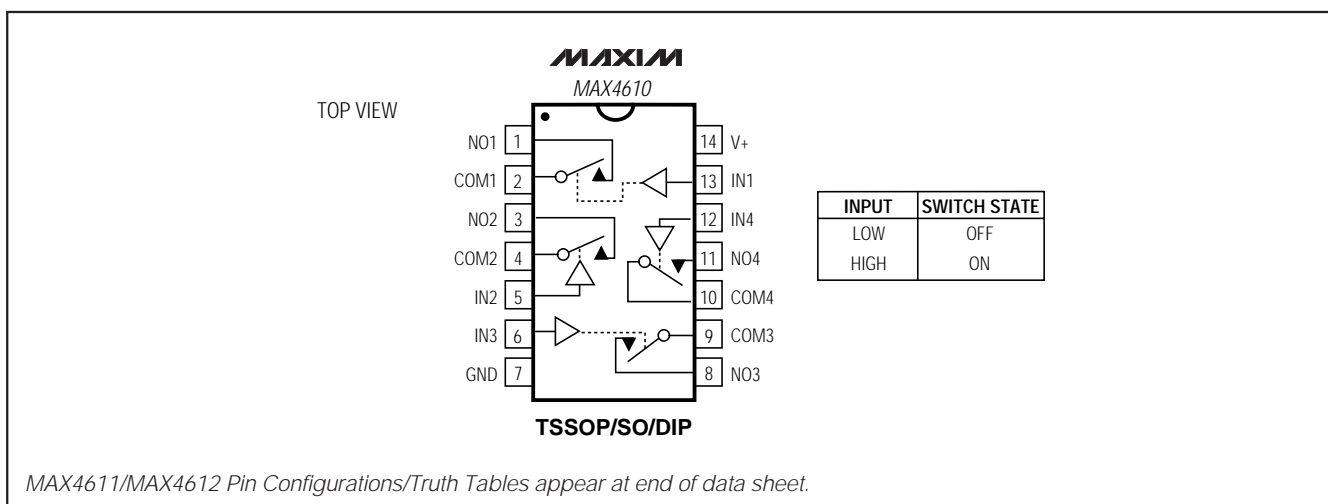 MAXIM
MAX4610
TOP VIEW
NO1 1
COM1 2
NO2 3
COM2 4
IN2 5
IN3 6
GND 7
14 V+
13 IN1
12 IN4
11 NO4
10 COM4
9 COM3
8 NO3
TSSOP/SO/DIP
INPUT SWITCH STATE
LOW OFF
HIGH ON
MAX4611/MAX4612 Pin Configurations/Truth Tables appear at end of data sheet.